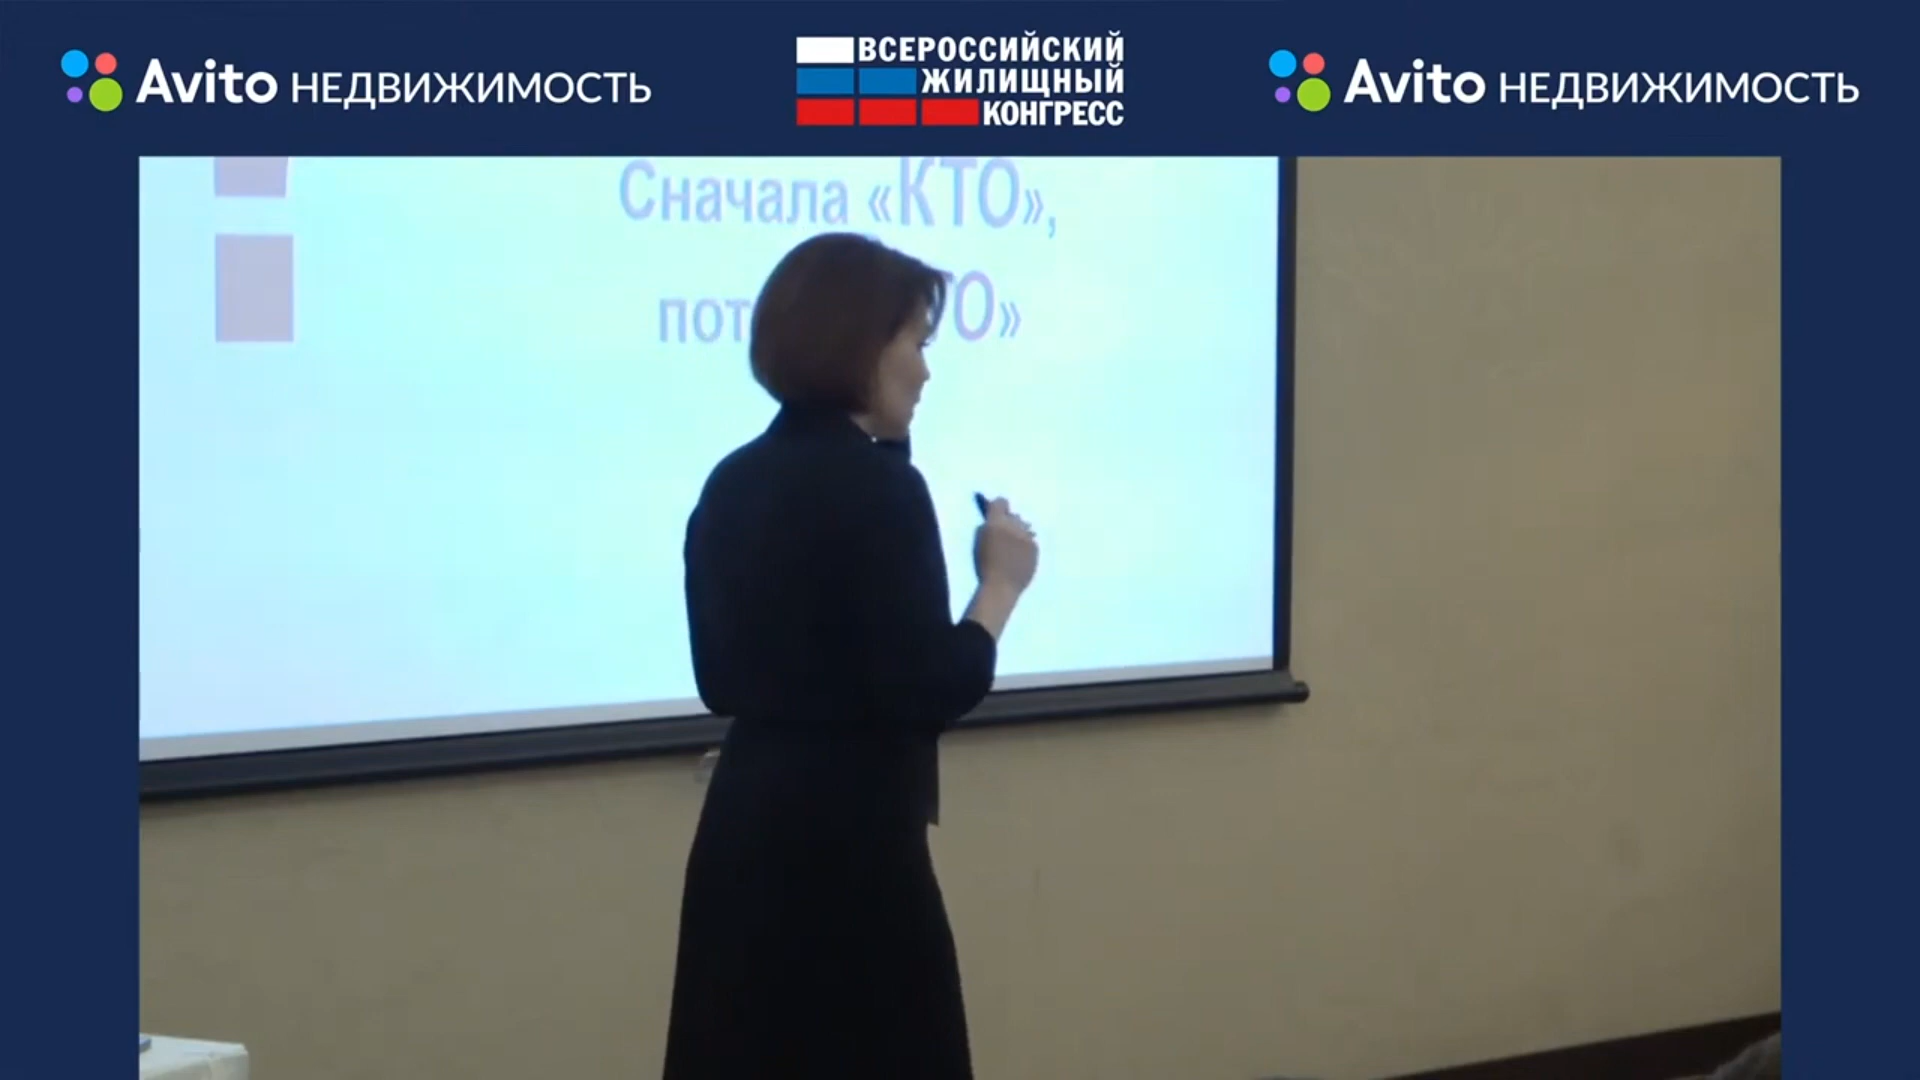 Avito НЕДВИЖИМОСТЬ
ВСЕРОССИЙСКИЙ
ЖИЛИЩНЫЙ
КОНГРЕСС
Avito НЕДВИЖИМОСТЬ
Сначала «КТО»,